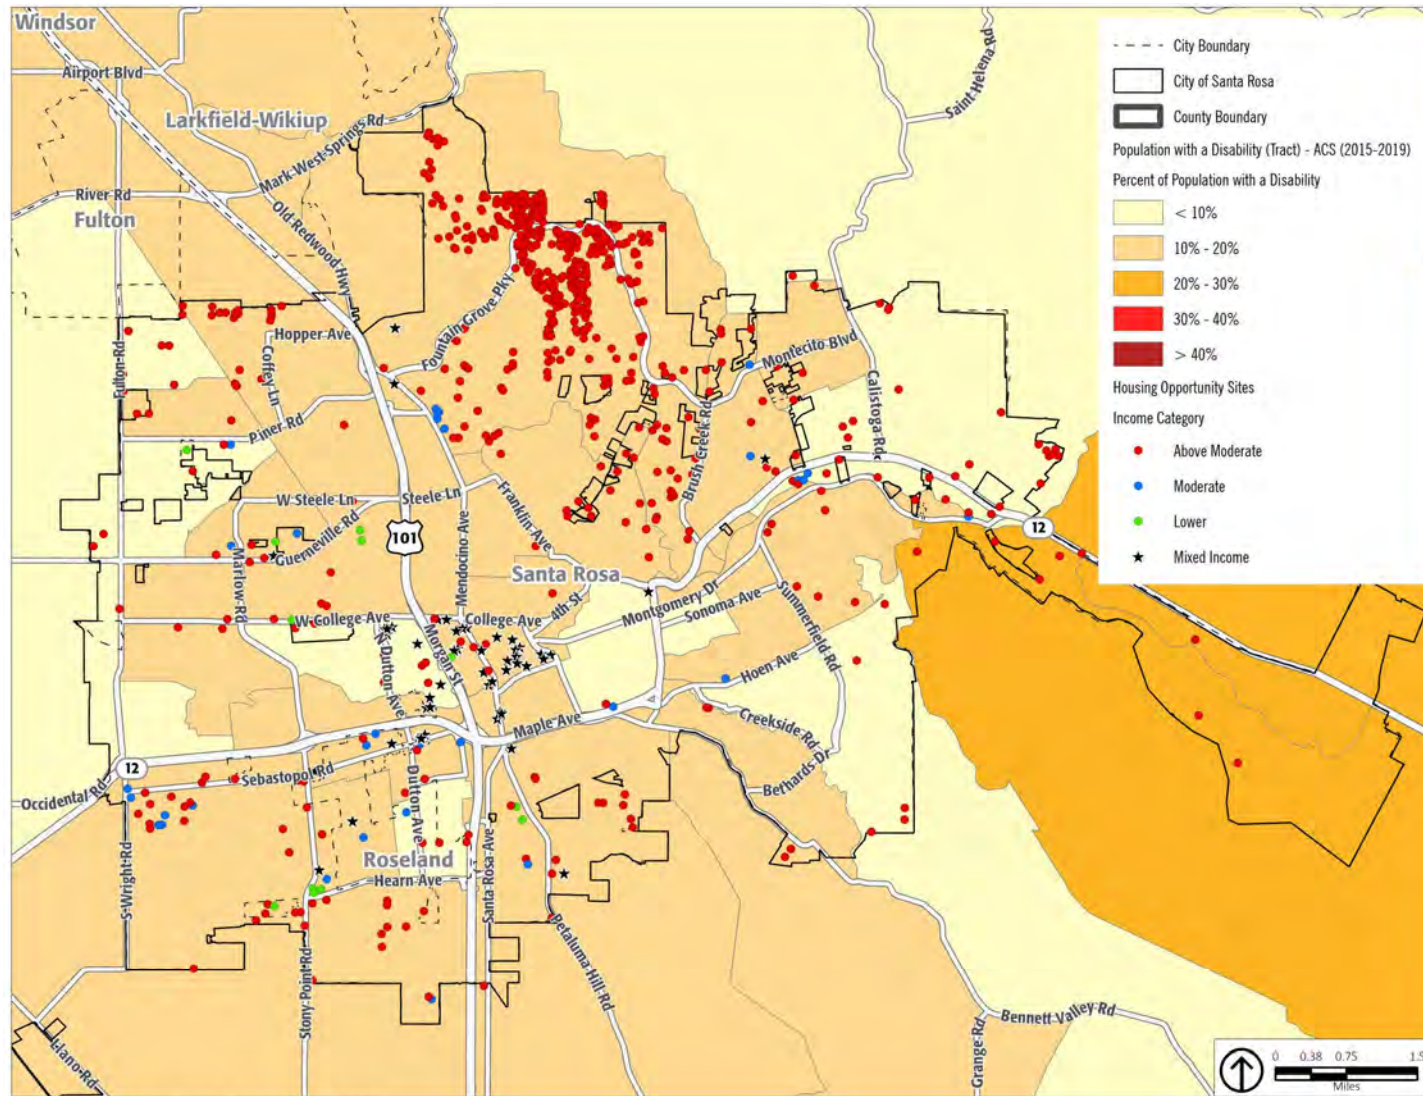 Windsor
Airport Blvd
Larkfield-Wikiup
Mark West Springs Rd
River Rd
Fulton
Old Redwood Hwy
Saint Helena Rd
Hopper Ave
Fountain Grove Pky
Fulton Rd
Coffey Ln
Piner Rd
Montecito Blvd
Calistoga Rd
Brush Creek Rd
W Steele Ln
Steele Ln
Franklin Ave
Guerneville Rd
101
Mendocino Ave
Marlow Rd
12
Santa Rosa
W College Ave
College Ave
4th St
Montgomery Dr
Sonoma Ave
Summerfield Rd
N Dutton Ave
Morgan St
Hoen Ave
Maple Ave
Creekside Rd
Bethards Dr
12
Sebastopol Rd
Occidental Rd
Dutton Ave
S Wright Rd
Roseland
Hearn Ave
Santa Rosa Ave
Petaluma Hill Rd
Stony Point Rd
Llano Rd
Bennett Valley Rd
Grange Rd
City Boundary
City of Santa Rosa
County Boundary
Population with a Disability (Tract) - ACS (2015-2019)
Percent of Population with a Disability
< 10%
10% - 20%
20% - 30%
30% - 40%
> 40%
Housing Opportunity Sites
Income Category
Above Moderate
Moderate
Lower
Mixed Income
0 0.38 0.75 1.5
Miles